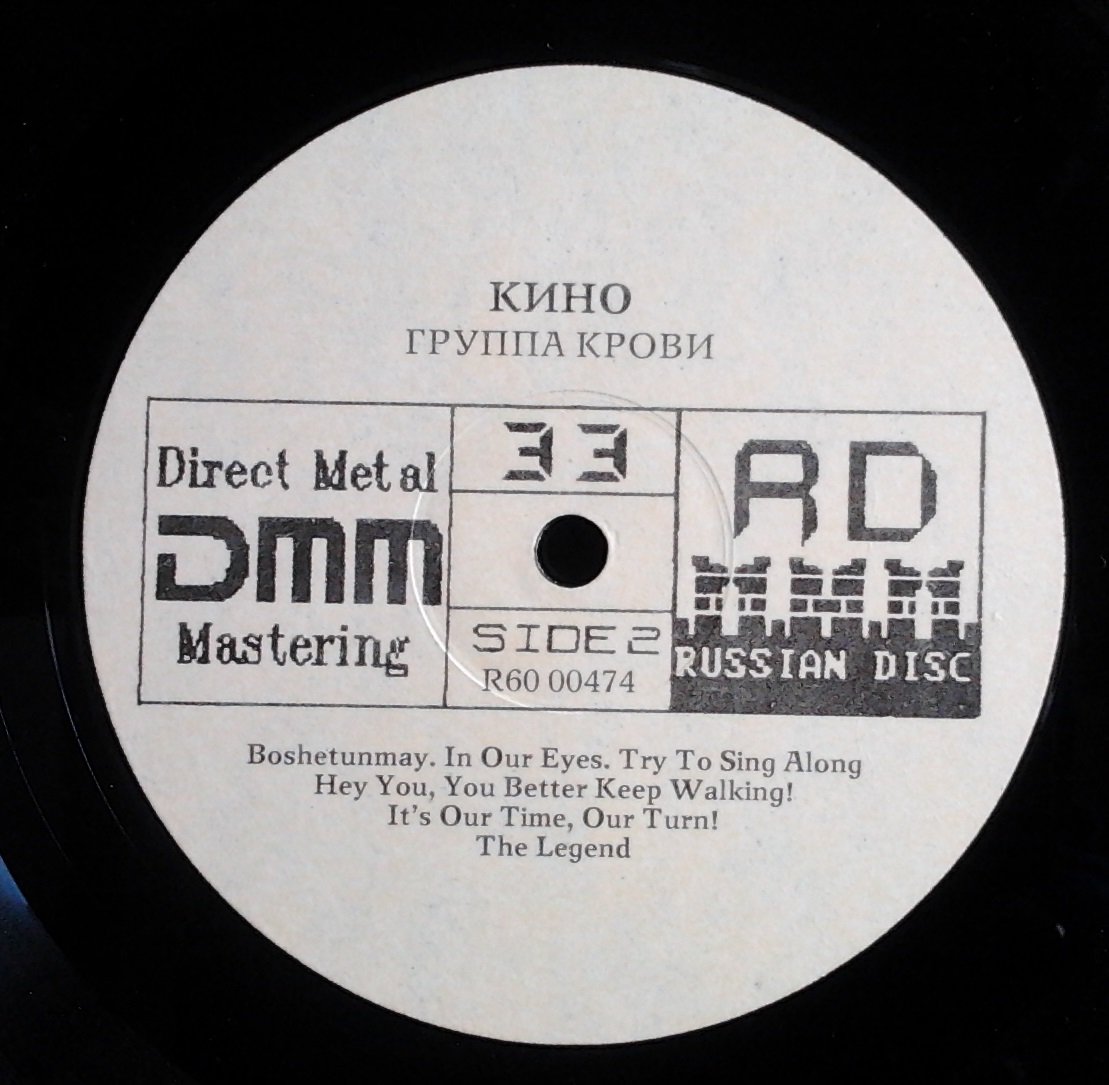 КИНО
ГРУППА КРОВИ
Direct Metal
DMM
Mastering
33
SIDE 2
R60 00474
RD
RUSSIAN DISC
Boshetunmay. In Our Eyes. Try To Sing Along
Hey You, You Better Keep Walking!
It's Our Time, Our Turn!
The Legend